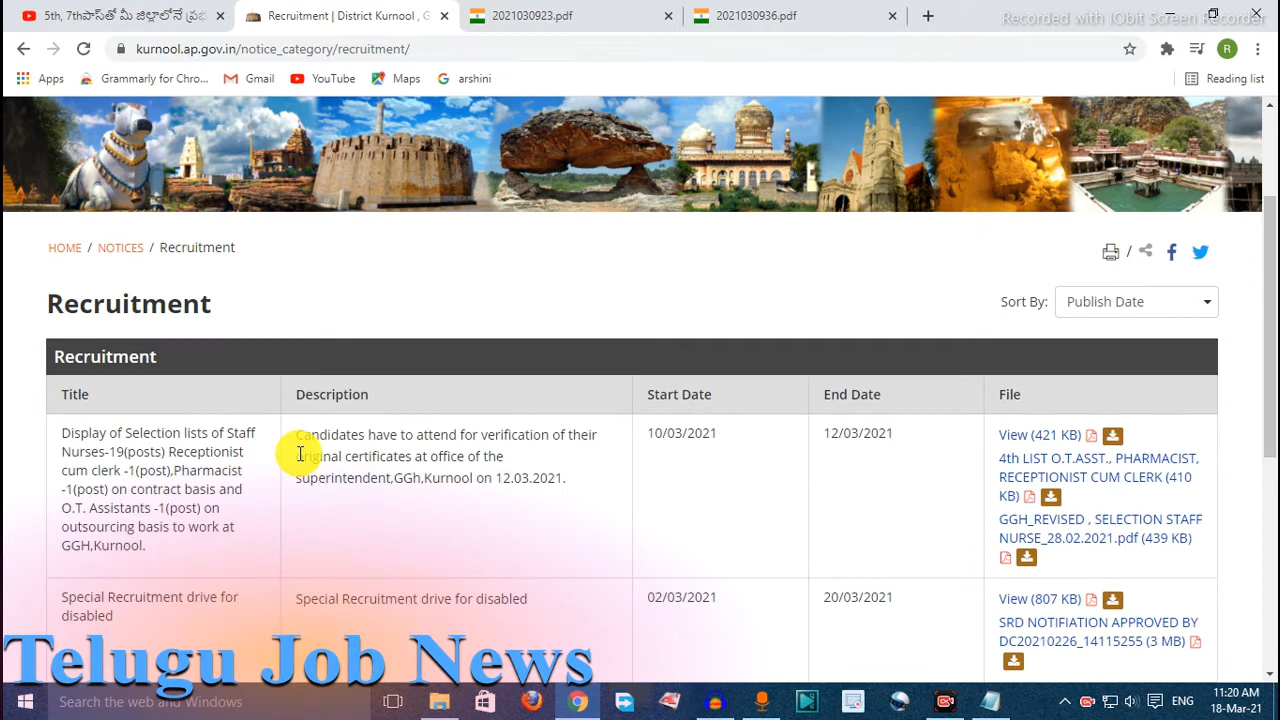 5th, 7thపాస్‌తో మీ జిల్లాలోనే ప్రభు
Recruitment | District Kurnool , G
2021030923.pdf
2021030936.pdf
Recorded with IObit Screen Recorder
kurnool.ap.gov.in/notice_category/recruitment/
R
Apps
Grammarly for Chro...
Gmail
YouTube
Maps
arshini
Reading list
HOME / NOTICES / Recruitment
Recruitment
Sort By: Publish Date
Recruitment
Title Description Start Date End Date File
Display of Selection lists of Staff
Nurses-19(posts) Receptionist
cum clerk -1(post),Pharmacist
-1(post) on contract basis and
O.T. Assistants -1(post) on
outsourcing basis to work at
GGH,Kurnool.
Candidates have to attend for verification of their
original certificates at office of the
superintendent,GGh,Kurnool on 12.03.2021.
10/03/2021
12/03/2021
View (421 KB)
4th LIST O.T.ASST., PHARMACIST,
RECEPTIONIST CUM CLERK (410
KB)
GGH_REVISED , SELECTION STAFF
NURSE_28.02.2021.pdf (439 KB)
Special Recruitment drive for
disabled
Special Recruitment drive for disabled
02/03/2021
20/03/2021
View (807 KB)
SRD NOTIFIATION APPROVED BY
DC20210226_14115255 (3 MB)
Telugu Job News
Search the web and Windows
ENG
11:20 AM
18-Mar-21